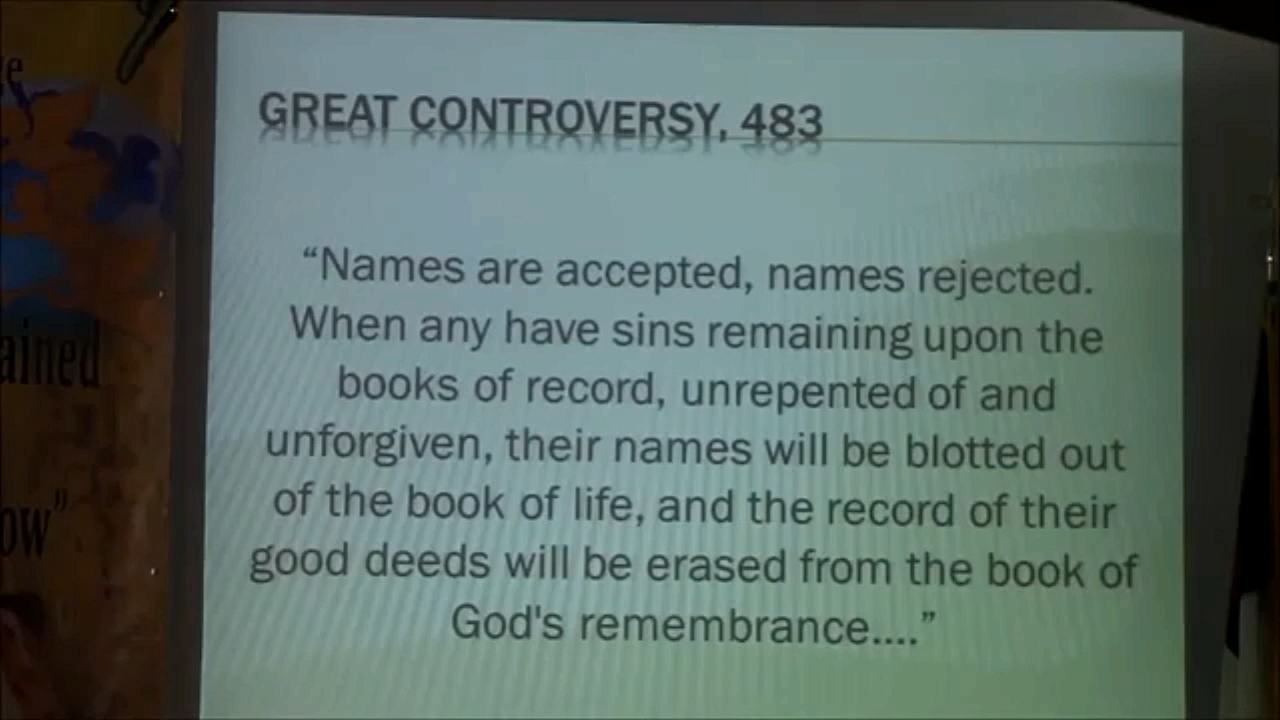 GREAT CONTROVERSY, 483
“Names are accepted, names rejected.
When any have sins remaining upon the
books of record, unrepented of and
unforgiven, their names will be blotted out
of the book of life, and the record of their
good deeds will be erased from the book of
God's remembrance....”
ained
ow”